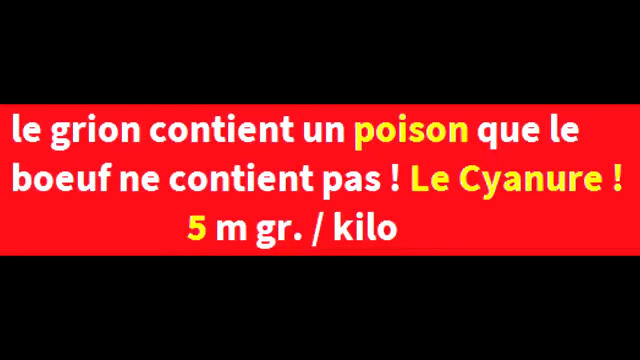 le grion contient un poison que le
boeuf ne contient pas ! Le Cyanure !
5 m gr. / kilo